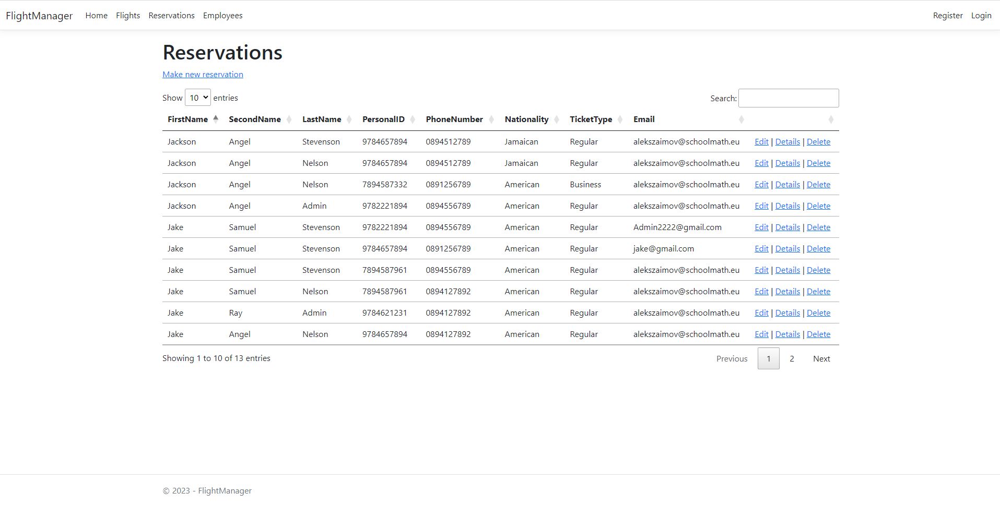 FlightManager Home Flights Reservations Employees Register Login
Reservations
Make new reservation
Show 10 entries Search:
FirstName SecondName LastName PersonalID PhoneNumber Nationality TicketType Email
Jackson Angel Stevenson 9784657894 0894512789 Jamaican Regular alekszaimov@schoolmath.eu Edit | Details | Delete
Jackson Angel Nelson 9784657894 0894512789 Jamaican Regular alekszaimov@schoolmath.eu Edit | Details | Delete
Jackson Angel Nelson 7894587332 0891256789 American Business alekszaimov@schoolmath.eu Edit | Details | Delete
Jackson Angel Admin 9782221894 0894556789 American Regular alekszaimov@schoolmath.eu Edit | Details | Delete
Jake Samuel Stevenson 9782221894 0894556789 American Regular Admin2222@gmail.com Edit | Details | Delete
Jake Samuel Stevenson 9784657894 0891256789 American Regular jake@gmail.com Edit | Details | Delete
Jake Samuel Stevenson 7894587961 0894556789 American Regular alekszaimov@schoolmath.eu Edit | Details | Delete
Jake Samuel Nelson 7894587961 0894127892 American Regular alekszaimov@schoolmath.eu Edit | Details | Delete
Jake Ray Admin 9784621231 0894127892 American Regular alekszaimov@schoolmath.eu Edit | Details | Delete
Jake Angel Nelson 9784657894 0894127892 American Regular alekszaimov@schoolmath.eu Edit | Details | Delete
Showing 1 to 10 of 13 entries Previous 1 2 Next
© 2023 - FlightManager